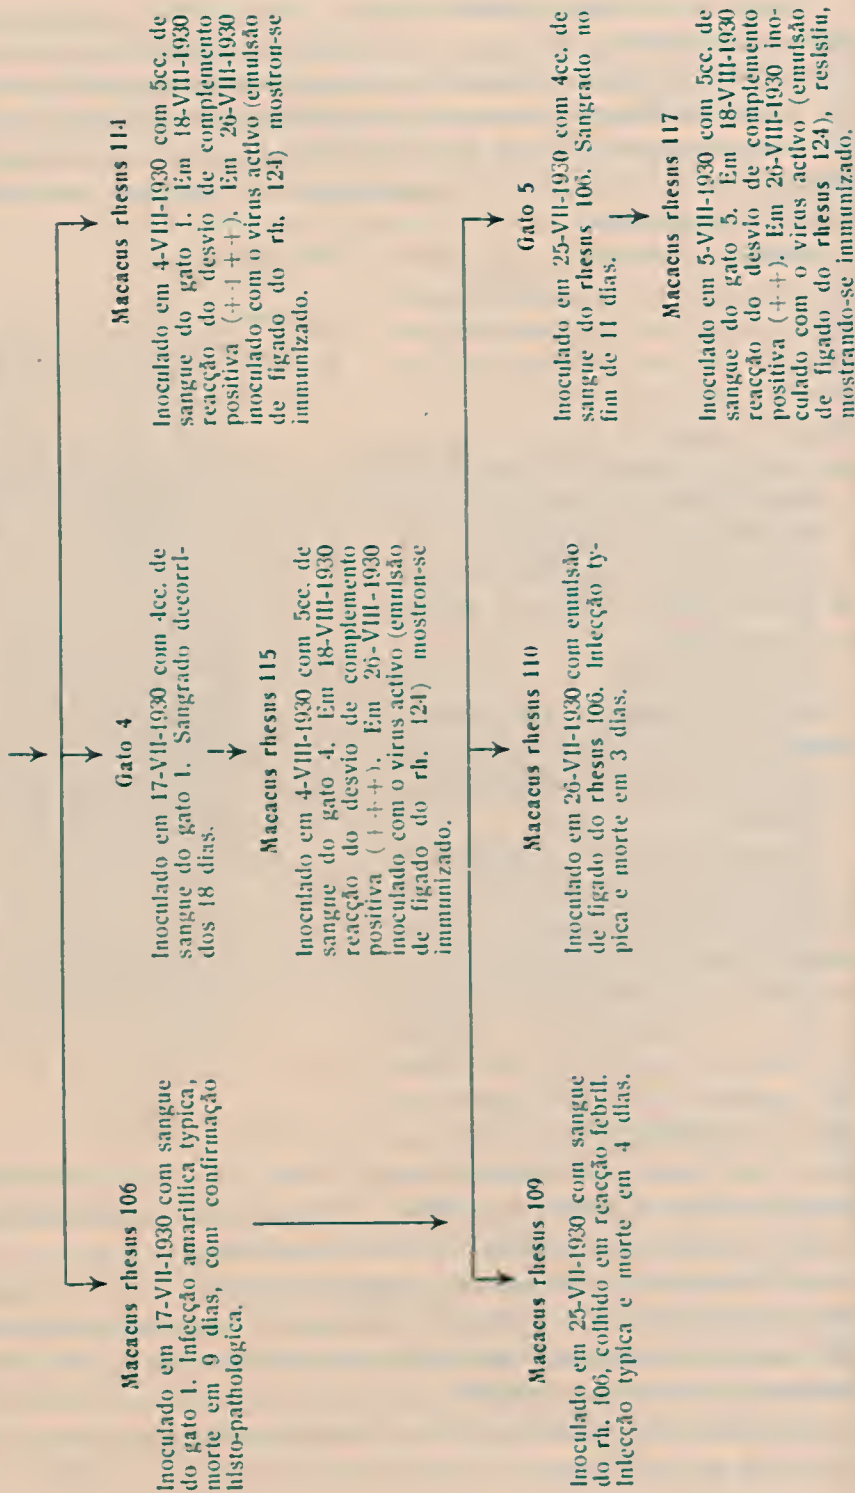 Macacus rhesus 106
Inoculado em 17-VII-1930 com sangue
do gato 1. Infecção amarillica typica,
morte em 9 dias, com confirmação
histo-pathologica.
Gato 4
Inoculado em 17-VII-1930 com 4cc. de
sangue do gato 1. Sangrado decorri-
dos 18 dias.
Macacus rhesus 115
Inoculado em 4-VIII-1930 com 5cc. de
sangue do gato 4. Em 18-VIII-1930
reacção do desvio de complemento
positiva (+++). Em 26-VIII-1930
inoculado com o virus activo (emulsão
de figado do rh. 124) mostrou-se
immunizado.
Macacus rhesus 114
Inoculado em 4-VIII-1930 com 5cc. de
sangue do gato 1. Em 18-VIII-1930
reacção do desvio de complemento
positiva (++++). Em 26-VIII-1930
inoculado com o virus activo (emulsão
de figado do rh. 124) mostrou-se
immunizado.
Macacus rhesus 109
Inoculado em 25-VII-1930 com sangue
do rh. 106, colhido em reacção febril.
Infecção typica e morte em 4 dias.
Macacus rhesus 110
Inoculado em 26-VII-1930 com emulsão
de figado do rhesus 106. Infecção ty-
pica e morte em 3 dias.
Gato 5
Inoculado em 25-VII-1930 com 4cc. de
sangue do rhesus 106. Sangrado no
fim de 11 dias.
Macacus rhesus 117
Inoculado em 5-VIII-1930 com 5cc. de
sangue do gato 5. Em 18-VIII-1930
reacção do desvio de complemento
positiva (++). Em 26-VIII-1930 ino-
culado com o virus activo (emulsão
de figado do rhesus 124), resistiu,
mostrando-se immunizado.